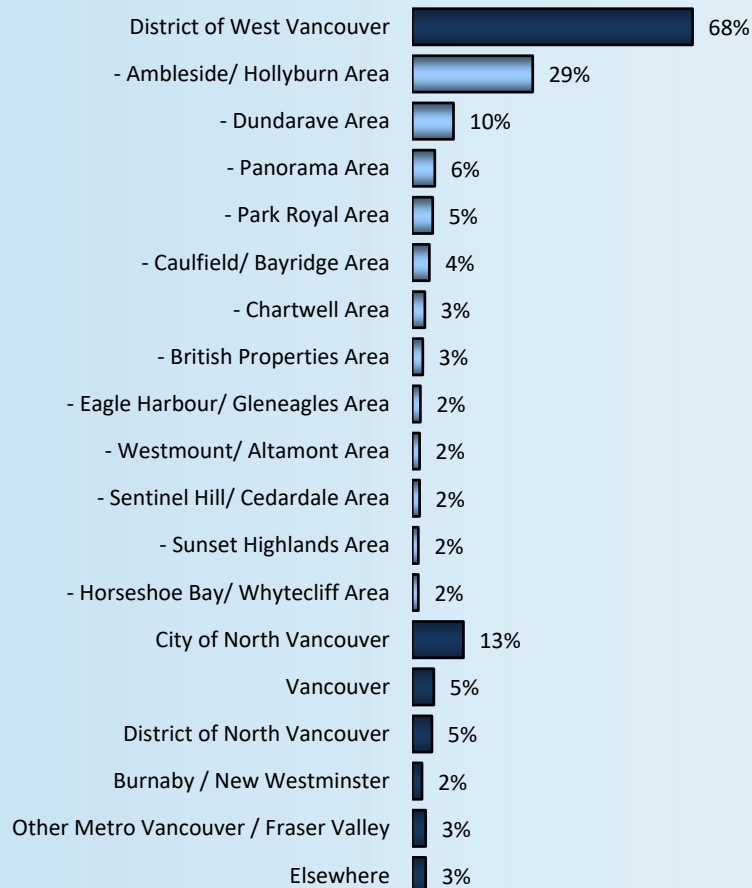 District of West Vancouver 68%
- Ambleside/ Hollyburn Area 29%
- Dundarave Area 10%
- Panorama Area 6%
- Park Royal Area 5%
- Caulfield/ Bayridge Area 4%
- Chartwell Area 3%
- British Properties Area 3%
- Eagle Harbour/ Gleneagles Area 2%
- Westmount/ Altamont Area 2%
- Sentinel Hill/ Cedardale Area 2%
- Sunset Highlands Area 2%
- Horseshoe Bay/ Whytecliff Area 2%
City of North Vancouver 13%
Vancouver 5%
District of North Vancouver 5%
Burnaby / New Westminster 2%
Other Metro Vancouver / Fraser Valley 3%
Elsewhere 3%